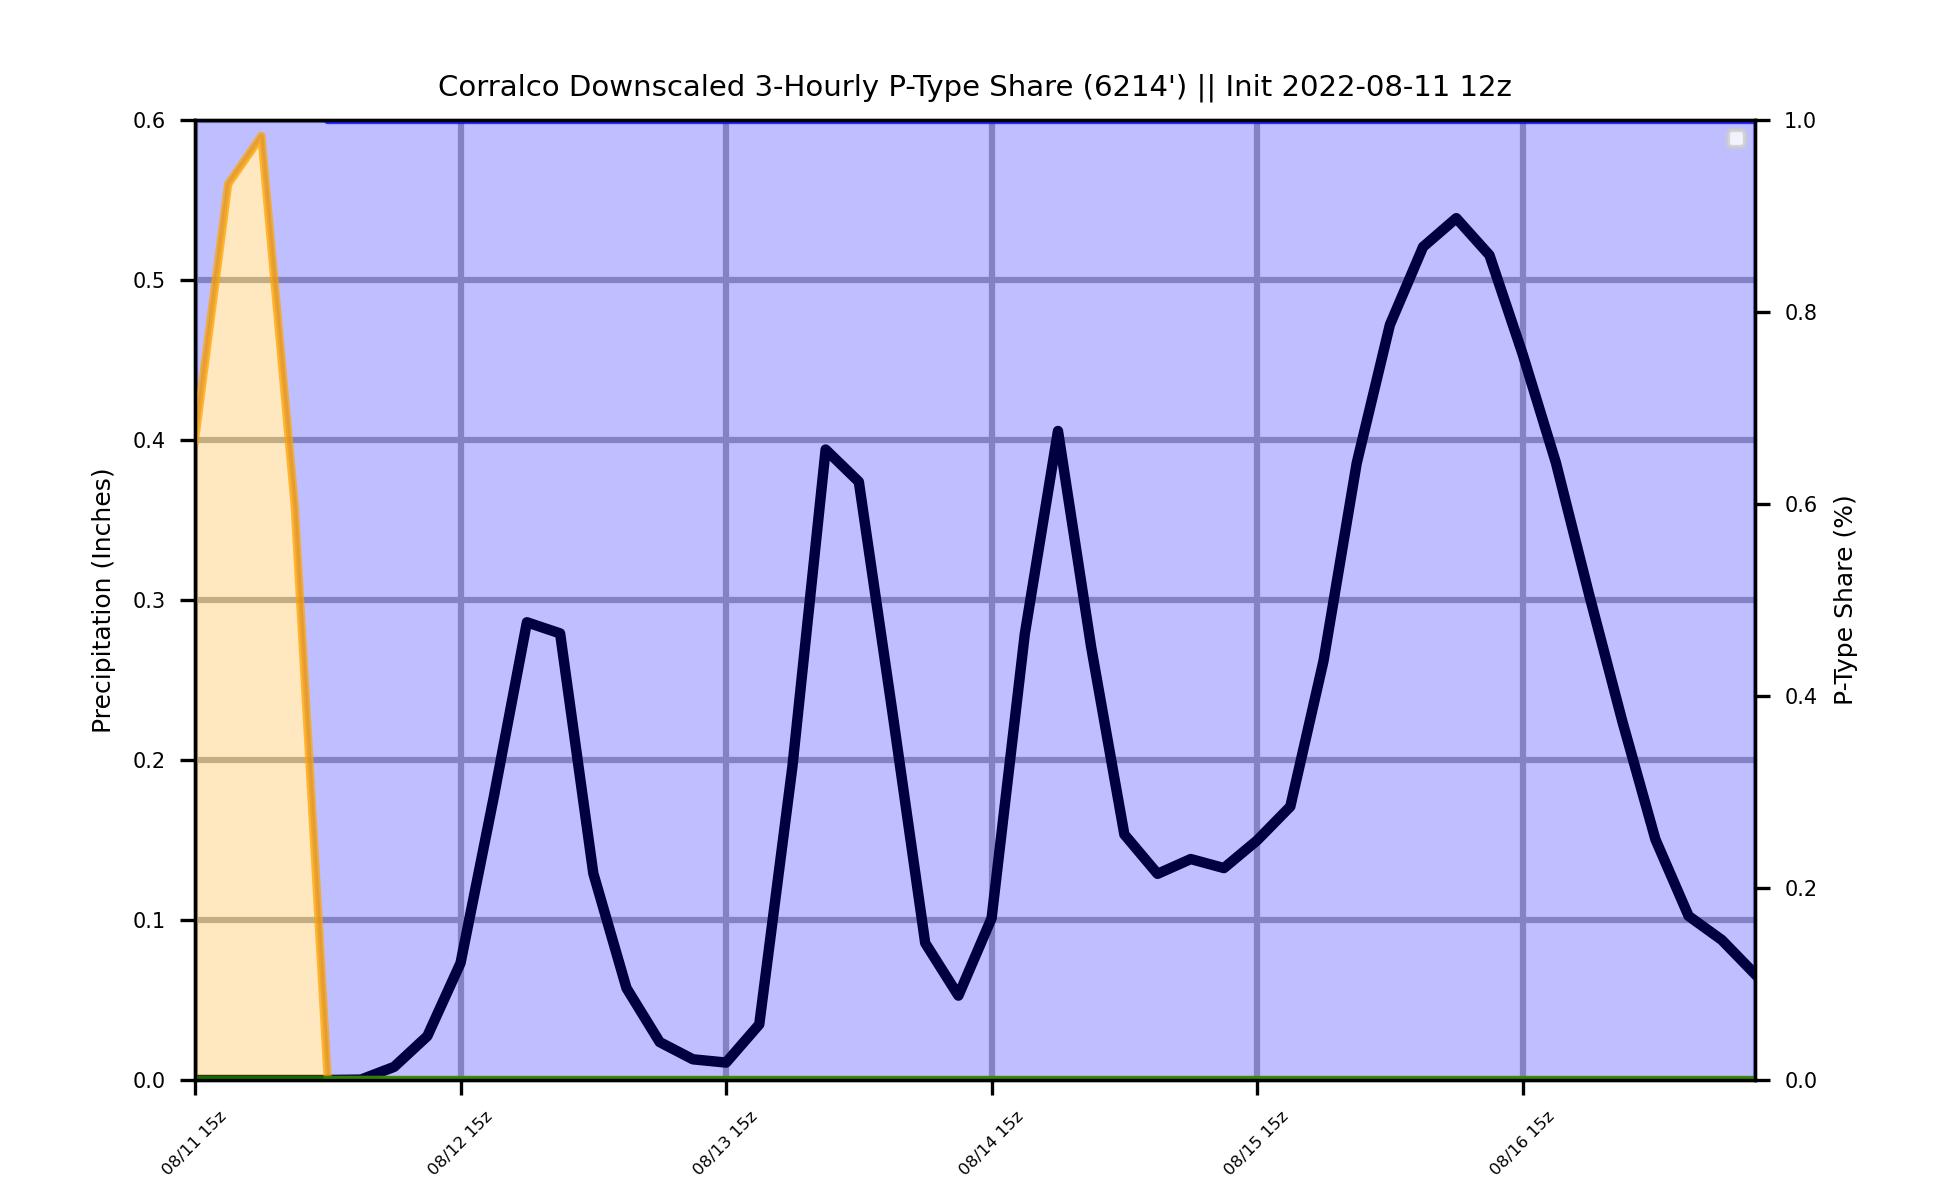 Corralco Downscaled 3-Hourly P-Type Share (6214') || Init 2022-08-11 12z
0.6
0.5
0.4
0.3
0.2
0.1
0.0
Precipitation (Inches)
1.0
0.8
0.6
0.4
0.2
0.0
P-Type Share (%)
08/11 15z
08/12 15z
08/13 15z
08/14 15z
08/15 15z
08/16 15z